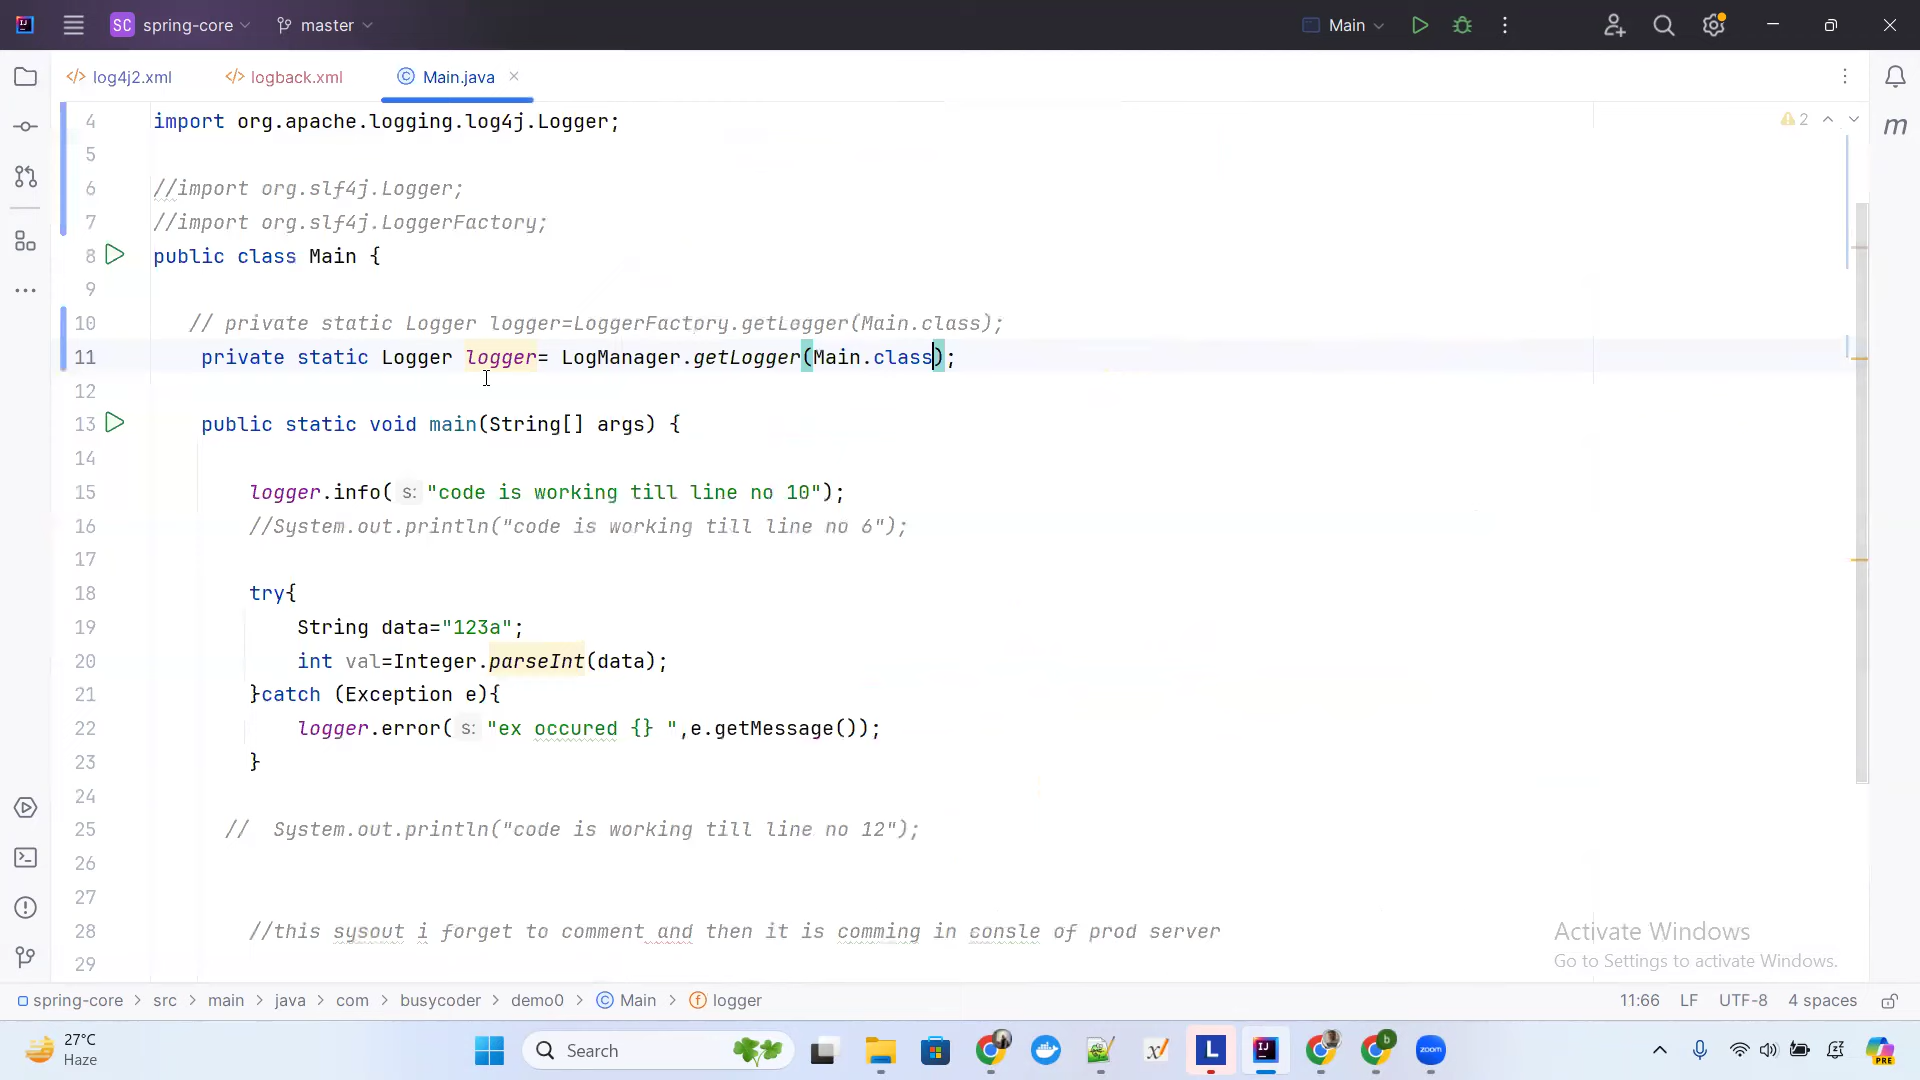 SC spring-core master Main
log4j2.xml logback.xml Main.java
4 import org.apache.logging.log4j.Logger; 2
5
6 //import org.slf4j.Logger;
7 //import org.slf4j.LoggerFactory;
8 public class Main {
9
10 // private static Logger logger=LoggerFactory.getLogger(Main.class);
11 private static Logger logger= LogManager.getLogger(Main.class);
12
13 public static void main(String[] args) {
14
15 logger.info( s: "code is working till line no 10");
16 //System.out.println("code is working till line no 6");
17
18 try{
19 String data="123a";
20 int val=Integer.parseInt(data);
21 }catch (Exception e){
22 logger.error( s: "ex occured {} ",e.getMessage());
23 }
24
25 // System.out.println("code is working till line no 12");
26
27
28 //this sysout i forget to comment and then it is comming in consle of prod server
29
Activate Windows
Go to Settings to activate Windows.
spring-core > src > main > java > com > busycoder > demo0 > Main > logger 11:66 LF UTF-8 4 spaces
27°C
Haze
Search
L
zoom
PRE